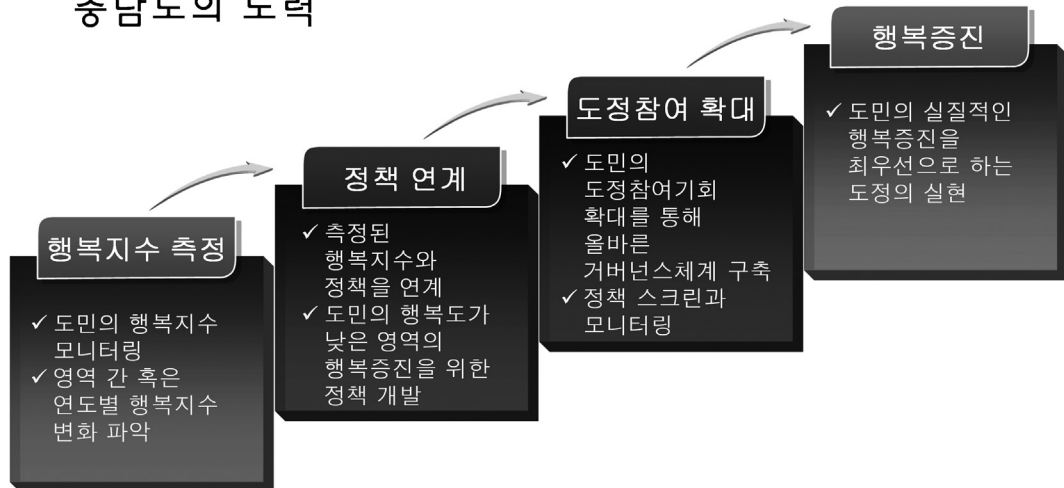 충남도의 노력
행복지수 측정
✓ 도민의 행복지수
모니터링
✓ 영역 간 혹은
연도별 행복지수
변화 파악
정책 연계
✓ 측정된
행복지수와
정책을 연계
✓ 도민의 행복도가
낮은 영역의
행복증진을 위한
정책 개발
도정참여 확대
✓ 도민의
도정참여기회
확대를 통해
올바른
거버넌스체계 구축
✓ 정책 스크린과
모니터링
행복증진
✓ 도민의 실질적인
행복증진을
최우선으로 하는
도정의 실현